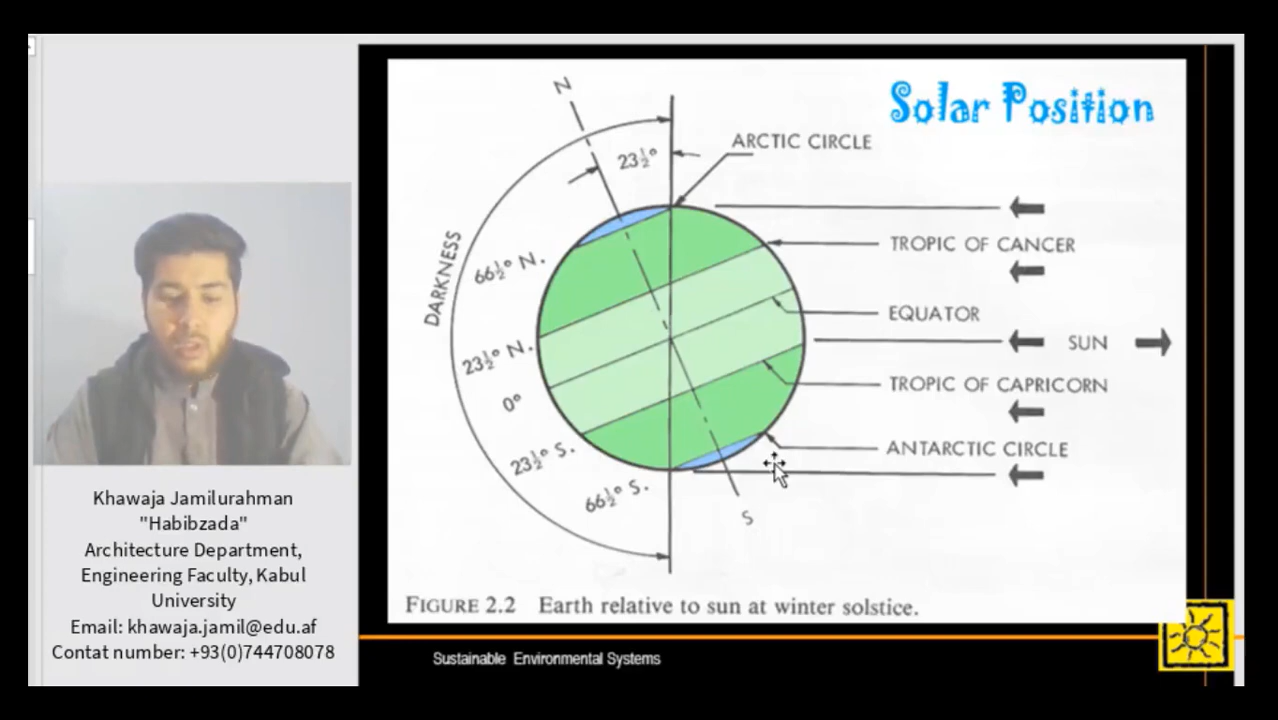 Solar Position
N
23½°
ARCTIC CIRCLE
DARKNESS
66½° N.
TROPIC OF CANCER
EQUATOR
23½° N.
SUN
0°
TROPIC OF CAPRICORN
23½° S.
ANTARCTIC CIRCLE
66½° S.
S
FIGURE 2.2 Earth relative to sun at winter solstice.
Sustainable Environmental Systems
Khawaja Jamilurahman
"Habibzada"
Architecture Department,
Engineering Faculty, Kabul
University
Email: khawaja.jamil@edu.af
Contat number: +93(0)744708078